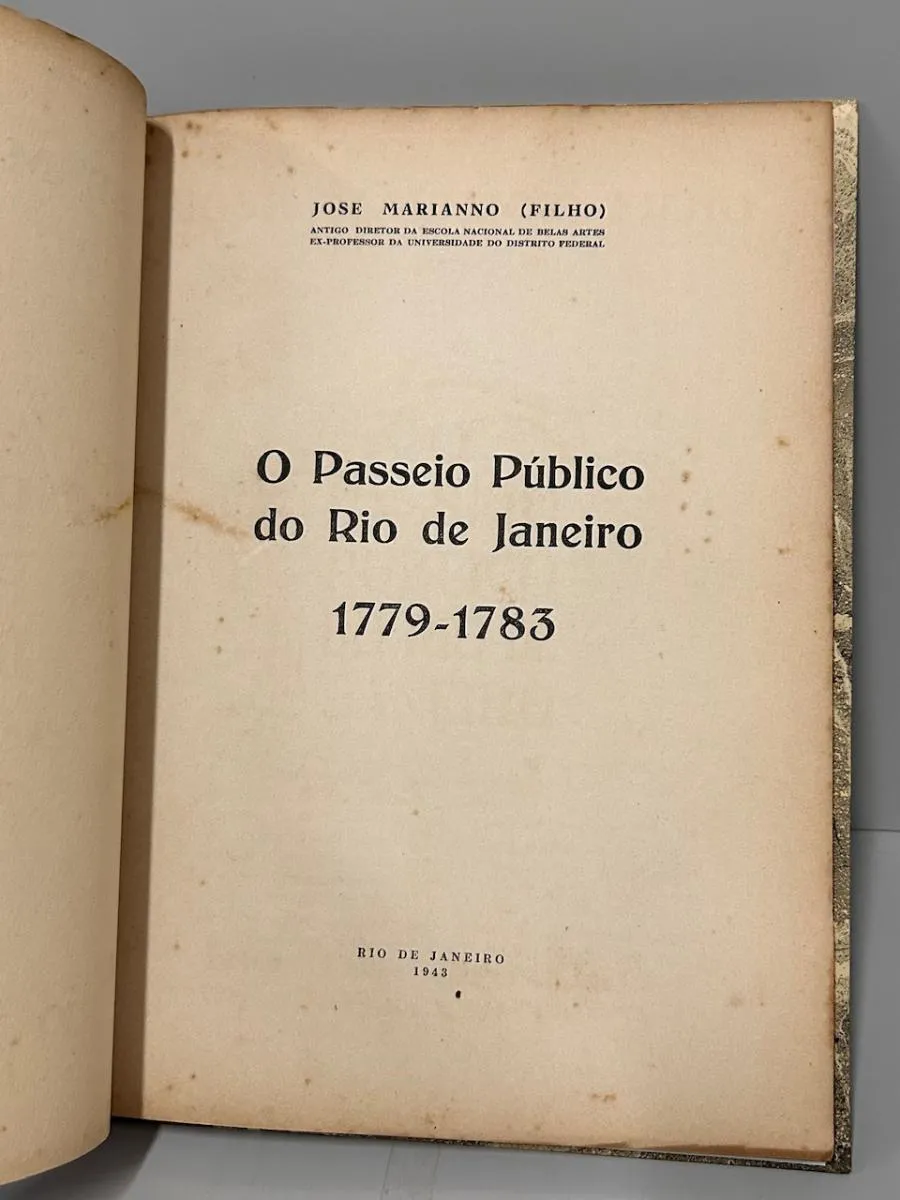 JOSE MARIANNO (FILHO)
ANTIGO DIRETOR DA ESCOLA NACIONAL DE BELAS ARTES
EX-PROFESSOR DA UNIVERSIDADE DO DISTRITO FEDERAL
O Passeio Público
do Rio de Janeiro
1779-1783
RIO DE JANEIRO
1943